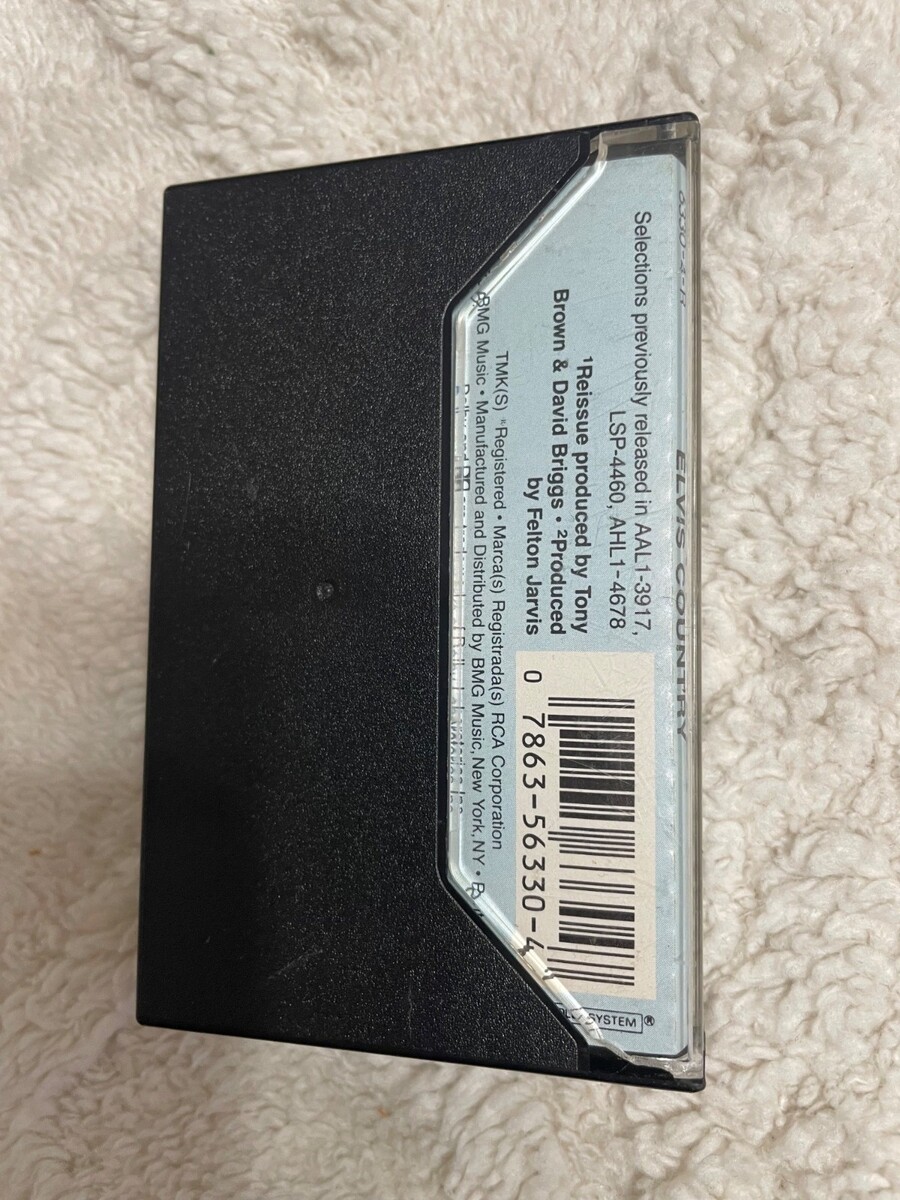 6330-4-R
ELVIS COUNTRY
Selections previously released in AAL1-3917,
LSP-4460, AHL1-4678
¹Reissue produced by Tony
Brown & David Briggs • ²Produced
by Felton Jarvis
TMK(S) ®Registered • Marca(s) Registrada(s) RCA Corporation
BMG Music • Manufactured and Distributed by BMG Music, New York, NY •
0 7863-56330-4
SYSTEM ®